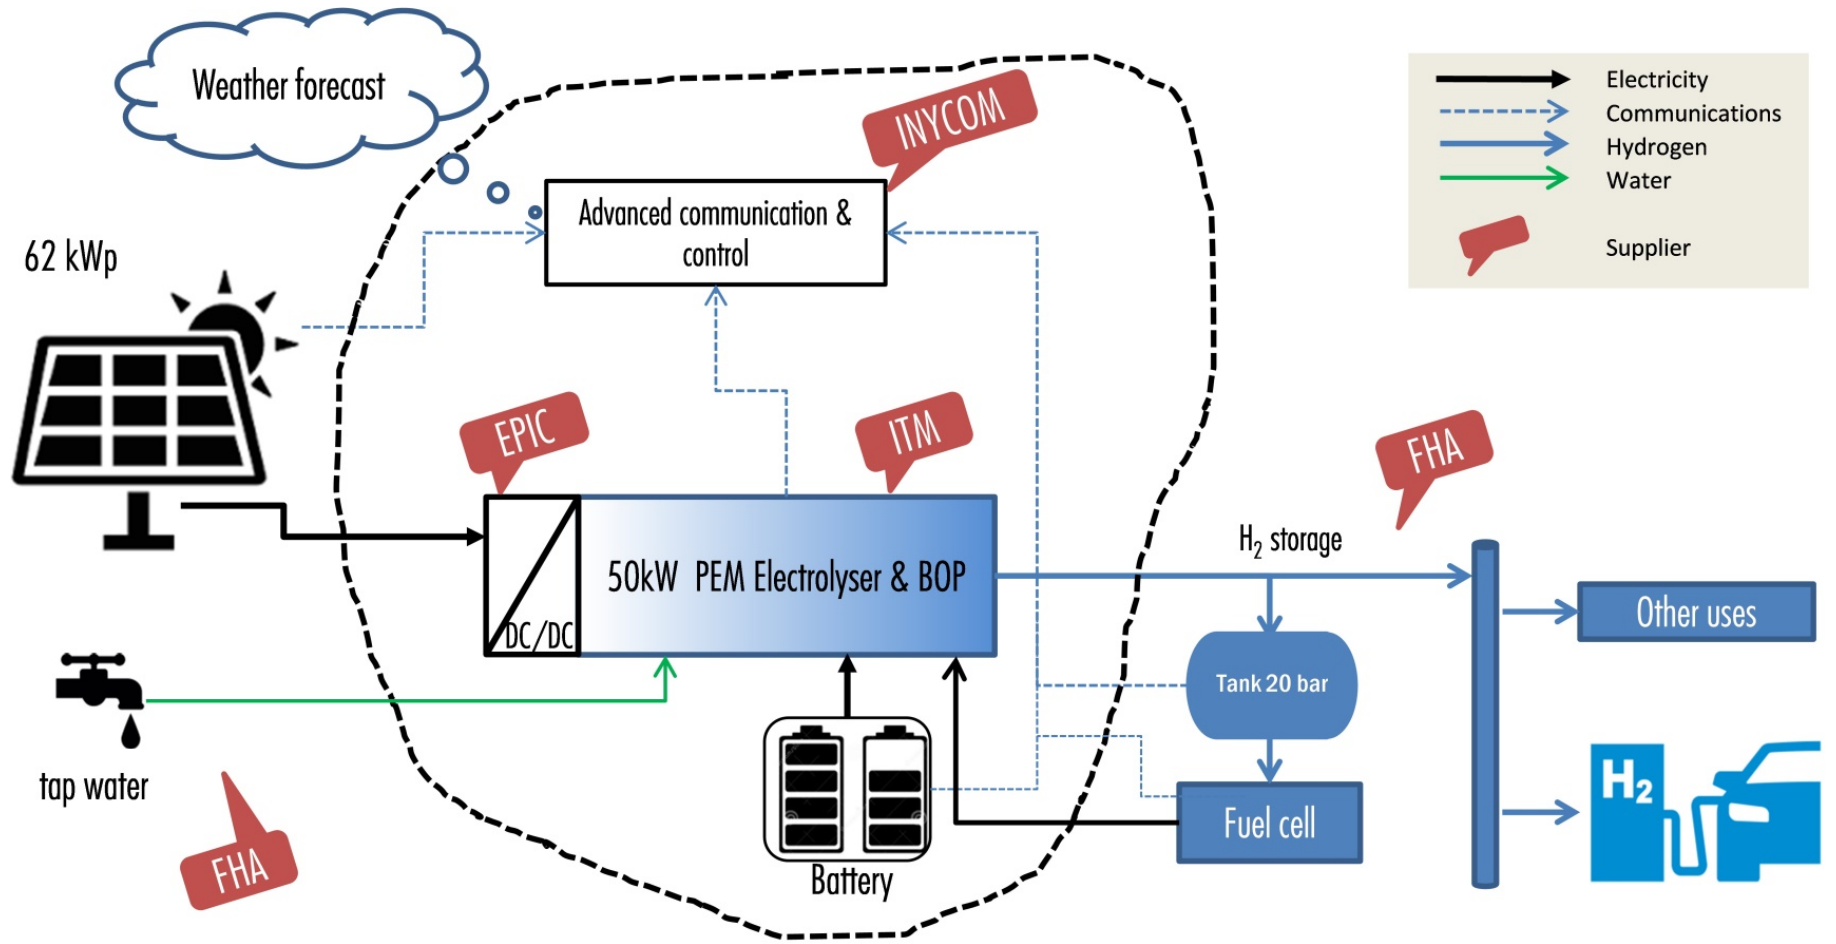 Weather forecast
INYCOM
Electricity
Communications
Hydrogen
Water
Supplier
Advanced communication &
control
62 kWp
EPIC
ITM
FHA
H₂ storage
50kW PEM Electrolyser & BOP
DC/DC
Other uses
Tank 20 bar
tap water
H₂
Fuel cell
FHA
Battery